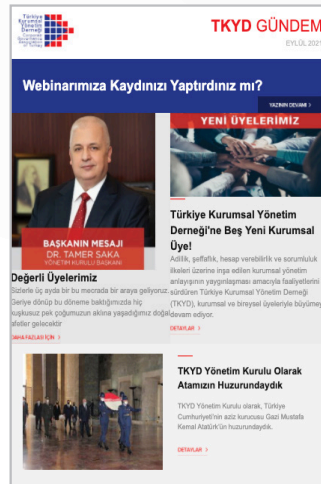 Türkiye
Kurumsal
Yönetim
Derneği
Corporate
Governance
Association
of Turkey
TKYD GÜNDEM
EYLÜL 2021
Webinarımıza Kaydınızı Yaptırdınız mı?
YAZININ DEVAMI >
BAŞKANIN MESAJI
DR. TAMER SAKA
YÖNETİM KURULU BAŞKANI
Değerli Üyelerimiz
Sizlerle üç ayda bir bu mecrada bir araya geliyoruz.
Geriye dönüp bu döneme baktığımızda hiç
kuşkusuz pek çoğumuzun aklına yaşadığımız doğal
afetler gelecektir
DAHA FAZLASI İÇİN >
YENİ ÜYELERİMİZ
Türkiye Kurumsal Yönetim
Derneği'ne Beş Yeni Kurumsal
Üye!
Adillik, şeffaflık, hesap verebilirlik ve sorumluluk
ilkeleri üzerine inşa edilen kurumsal yönetim
anlayışının yaygınlaşması amacıyla faaliyetlerini
sürdüren Türkiye Kurumsal Yönetim Derneği
(TKYD), kurumsal ve bireysel üyeleriyle büyümeye
devam ediyor.
DETAYLAR >
TKYD Yönetim Kurulu Olarak
Atamızın Huzurundaydık
TKYD Yönetim Kurulu olarak, Türkiye
Cumhuriyeti'nin aziz kurucusu Gazi Mustafa
Kemal Atatürk'ün huzurundaydık.
DETAYLAR >